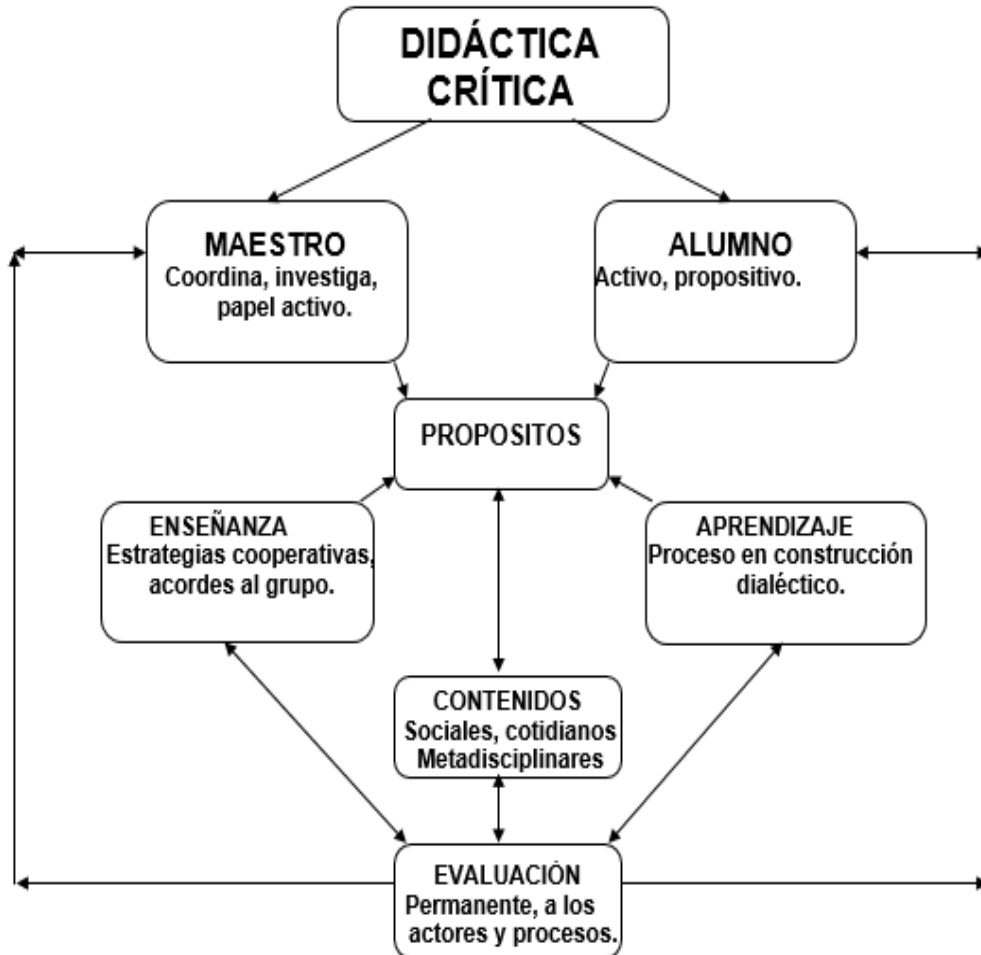 DIDÁCTICA
CRÍTICA
MAESTRO
Coordina, investiga,
papel activo.
ALUMNO
Activo, propositivo.
PROPOSITOS
ENSEÑANZA
Estrategias cooperativas,
acordes al grupo.
APRENDIZAJE
Proceso en construcción
dialéctico.
CONTENIDOS
Sociales, cotidianos
Metadisciplinares
EVALUACIÓN
Permanente, a los
actores y procesos.